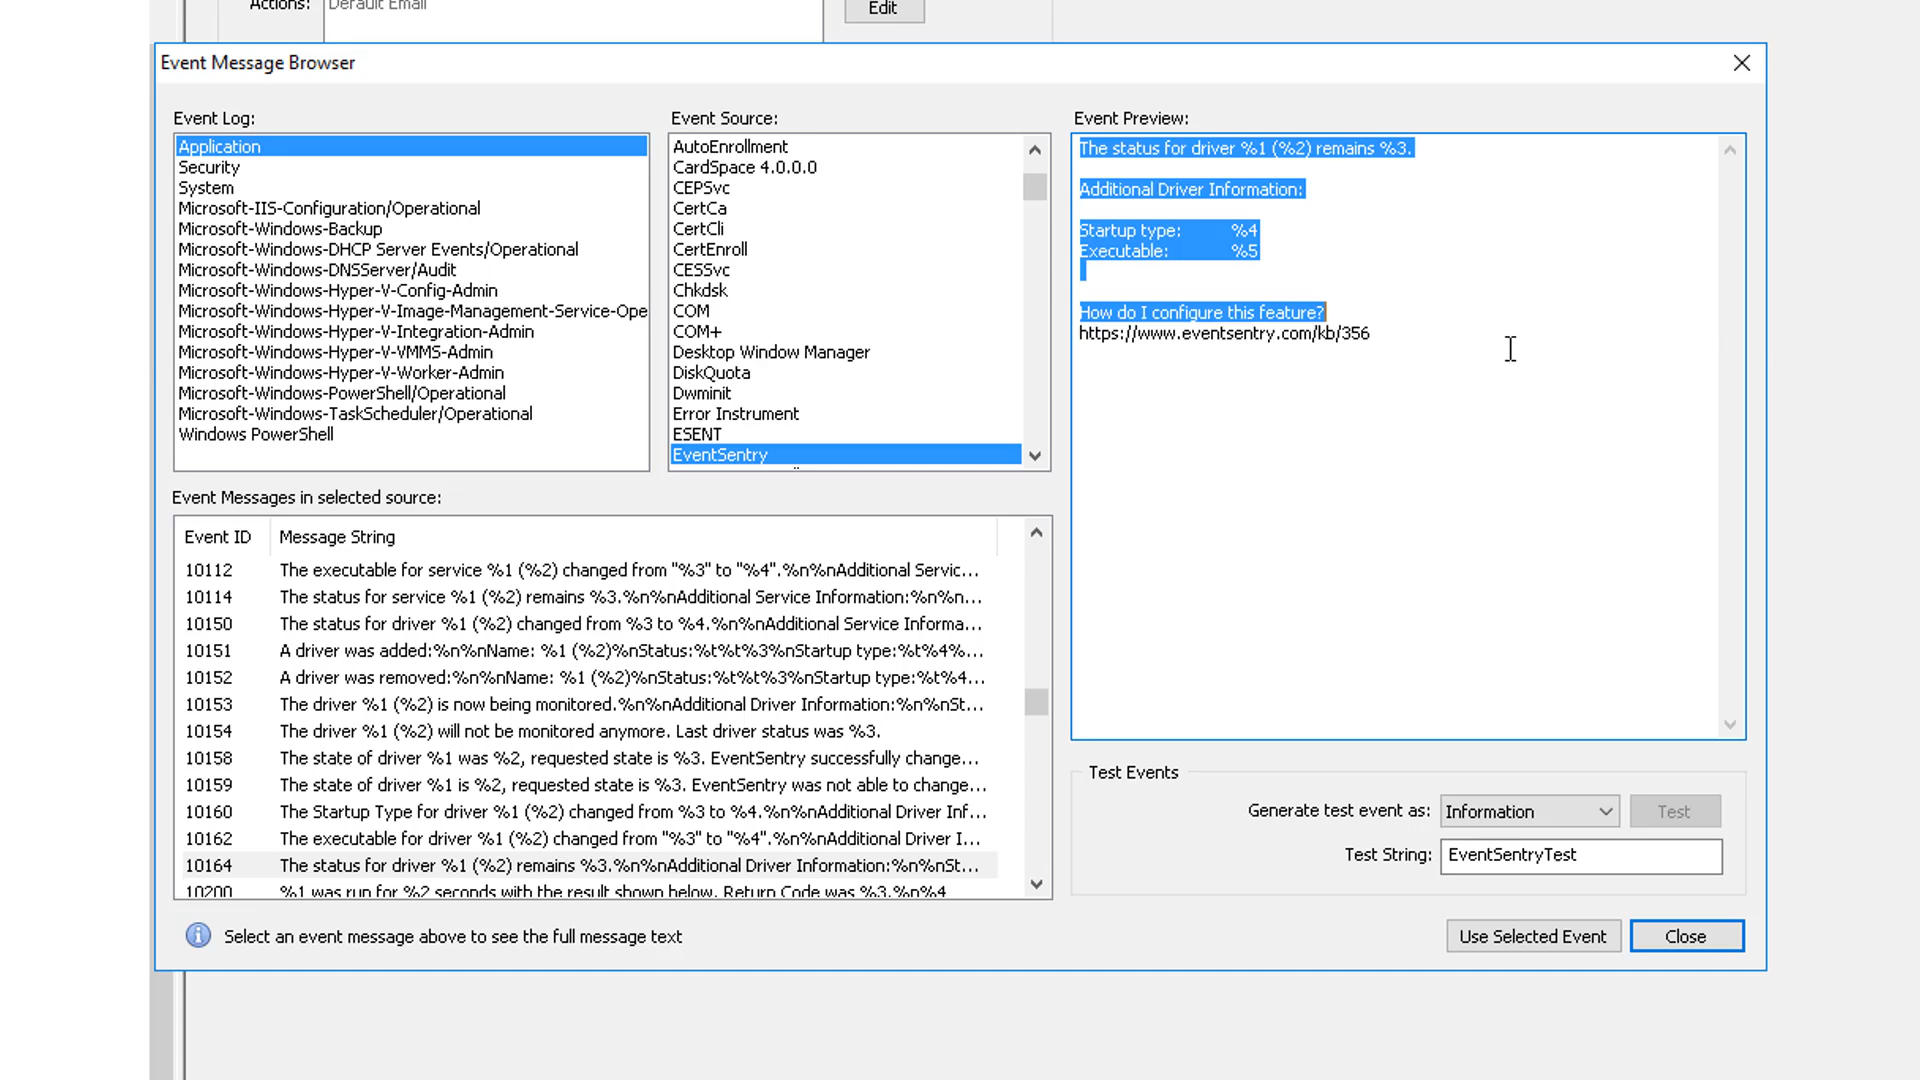 Actions:
Default Email
Edit
Event Message Browser
Event Log:
Application
Security
System
Microsoft-IIS-Configuration/Operational
Microsoft-Windows-Backup
Microsoft-Windows-DHCP Server Events/Operational
Microsoft-Windows-DNSServer/Audit
Microsoft-Windows-Hyper-V-Config-Admin
Microsoft-Windows-Hyper-V-Image-Management-Service-Ope
Microsoft-Windows-Hyper-V-Integration-Admin
Microsoft-Windows-Hyper-V-VMMS-Admin
Microsoft-Windows-Hyper-V-Worker-Admin
Microsoft-Windows-PowerShell/Operational
Microsoft-Windows-TaskScheduler/Operational
Windows PowerShell
Event Source:
AutoEnrollment
CardSpace 4.0.0.0
CEPSvc
CertCa
CertCli
CertEnroll
CESSvc
Chkdsk
COM
COM+
Desktop Window Manager
DiskQuota
Dwminit
Error Instrument
ESENT
EventSentry
Event Preview:
The status for driver %1 (%2) remains %3.
Additional Driver Information:
Startup type: %4
Executable: %5
How do I configure this feature?
https://www.eventsentry.com/kb/356
Event Messages in selected source:
Event ID Message String
10112 The executable for service %1 (%2) changed from "%3" to "%4".%n%nAdditional Servic...
10114 The status for service %1 (%2) remains %3.%n%nAdditional Service Information:%n%n...
10150 The status for driver %1 (%2) changed from %3 to %4.%n%nAdditional Service Informa...
10151 A driver was added:%n%nName: %1 (%2)%nStatus:%t%t%3%nStartup type:%t%4%...
10152 A driver was removed:%n%nName: %1 (%2)%nStatus:%t%t%3%nStartup type:%t%4...
10153 The driver %1 (%2) is now being monitored.%n%nAdditional Driver Information:%n%nSt...
10154 The driver %1 (%2) will not be monitored anymore. Last driver status was %3.
10158 The state of driver %1 was %2, requested state is %3. EventSentry successfully change...
10159 The state of driver %1 is %2, requested state is %3. EventSentry was not able to change...
10160 The Startup Type for driver %1 (%2) changed from %3 to %4.%n%nAdditional Driver Inf...
10162 The executable for driver %1 (%2) changed from "%3" to "%4".%n%nAdditional Driver I...
10164 The status for driver %1 (%2) remains %3.%n%nAdditional Driver Information:%n%nSt...
10200 %1 was run for %2 seconds with the result shown below. Return Code was %3.%n%4
Test Events
Generate test event as: Information Test
Test String: EventSentryTest
Select an event message above to see the full message text
Use Selected Event
Close